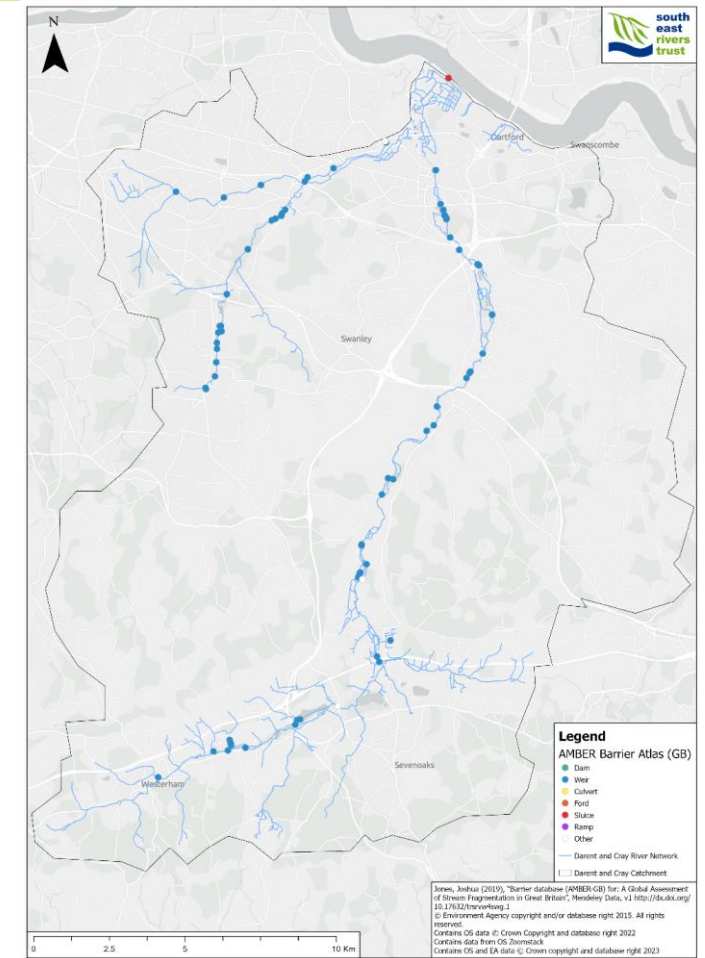 N
south
east
rivers
trust
Dartford
Swanscombe
Swanley
Sevenoaks
Westerham
Legend
AMBER Barrier Atlas (GB)
Dam
Weir
Culvert
Ford
Sluice
Ramp
Other
Darent and Cray River Network
Darent and Cray Catchment
Jones, Joshua (2019), "Barrier database (AMBER-GB) for: A Global Assessment
of Stream Fragmentation in Great Britain", Mendeley Data, v1 http://dx.doi.org/
© Environment Agency copyright and/or database right 2015. All rights
reserved.
Contains OS data © Crown Copyright and database right 2022
Contains data from OS Zoomstack
Contains OS and EA data © Crown copyright and database right 2023
0 2.5 5 10 Km